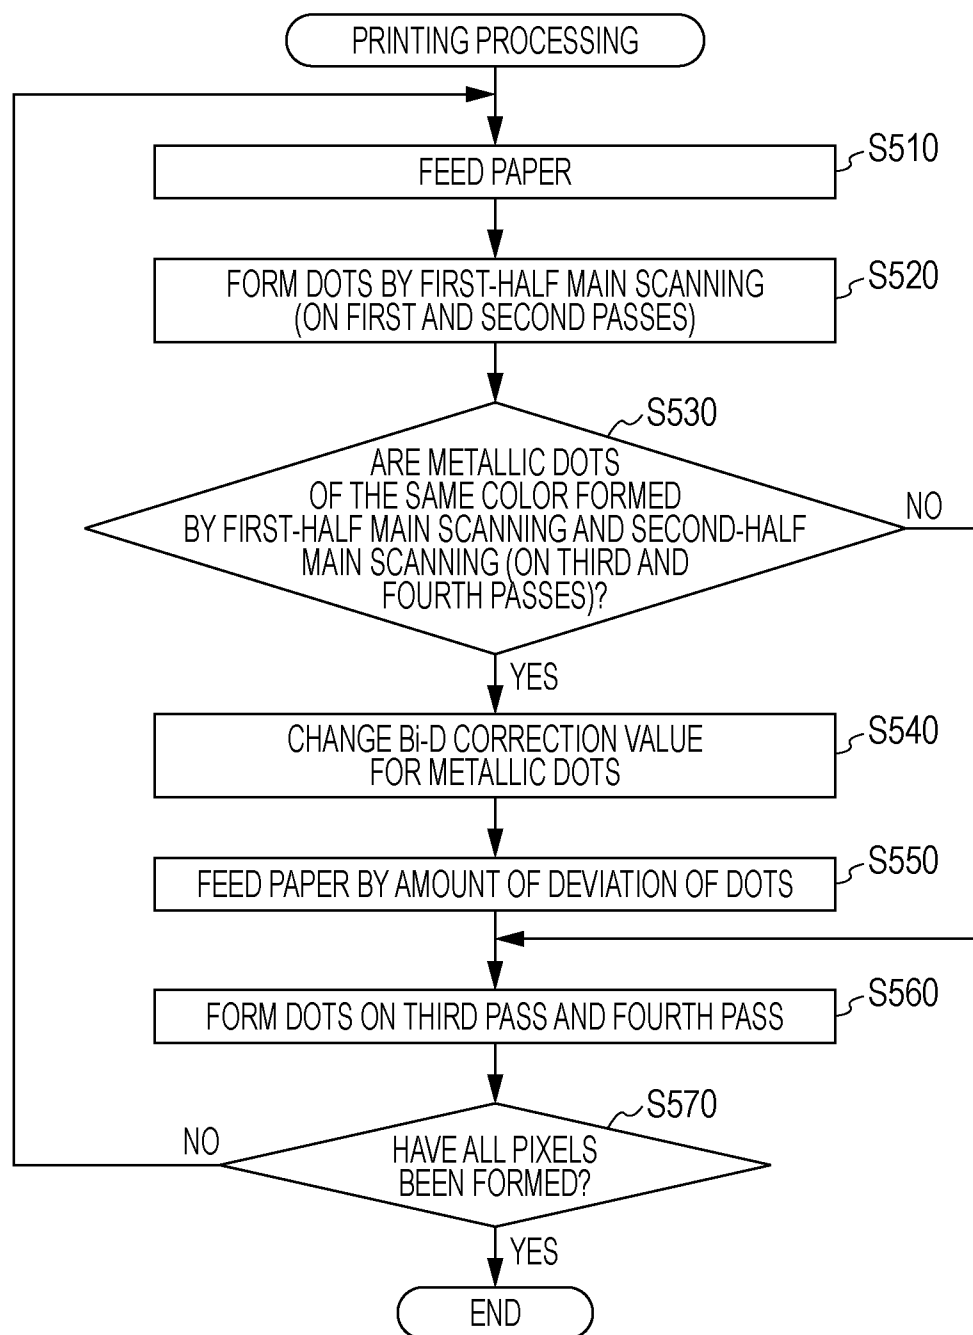 PRINTING PROCESSING
S510
FEED PAPER
S520
FORM DOTS BY FIRST-HALF MAIN SCANNING
(ON FIRST AND SECOND PASSES)
S530
ARE METALLIC DOTS
OF THE SAME COLOR FORMED
BY FIRST-HALF MAIN SCANNING AND SECOND-HALF
MAIN SCANNING (ON THIRD AND
FOURTH PASSES)?
NO
YES
S540
CHANGE Bi-D CORRECTION VALUE
FOR METALLIC DOTS
S550
FEED PAPER BY AMOUNT OF DEVIATION OF DOTS
S560
FORM DOTS ON THIRD PASS AND FOURTH PASS
S570
NO
HAVE ALL PIXELS
BEEN FORMED?
YES
END